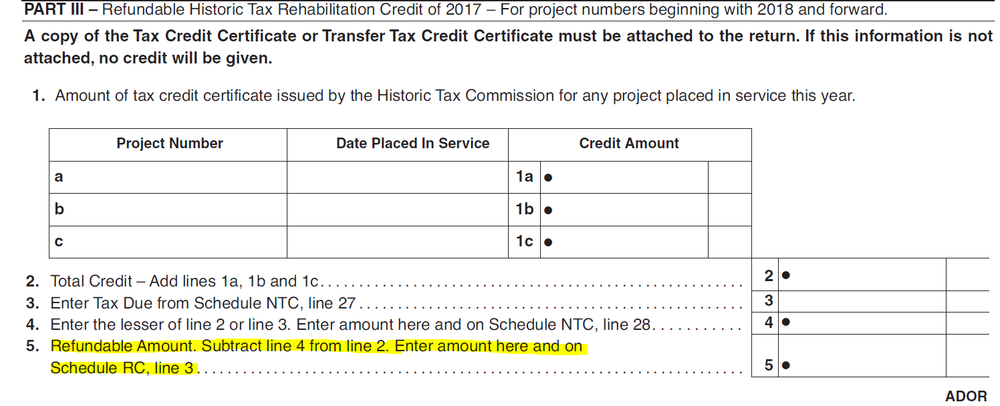 PART III – Refundable Historic Tax Rehabilitation Credit of 2017 – For project numbers beginning with 2018 and forward.
A copy of the Tax Credit Certificate or Transfer Tax Credit Certificate must be attached to the return. If this information is not
attached, no credit will be given.
1. Amount of tax credit certificate issued by the Historic Tax Commission for any project placed in service this year.
Project Number Date Placed In Service Credit Amount
a 1a ●
b 1b ●
c 1c ●
2. Total Credit – Add lines 1a, 1b and 1c. . . . . . . . . . . . . . . . . . . . . . . . . . . . . . . . . . . . . . . . . . . . . . . . . . . . . . . 2 ●
3. Enter Tax Due from Schedule NTC, line 27 . . . . . . . . . . . . . . . . . . . . . . . . . . . . . . . . . . . . . . . . . . . . . . . . . . 3
4. Enter the lesser of line 2 or line 3. Enter amount here and on Schedule NTC, line 28. . . . . . . . . . . . 4 ●
5. Refundable Amount. Subtract line 4 from line 2. Enter amount here and on
Schedule RC, line 3 . . . . . . . . . . . . . . . . . . . . . . . . . . . . . . . . . . . . . . . . . . . . . . . . . . . . . . . . . . . . . . . . . . . . . . . 5 ●
ADOR